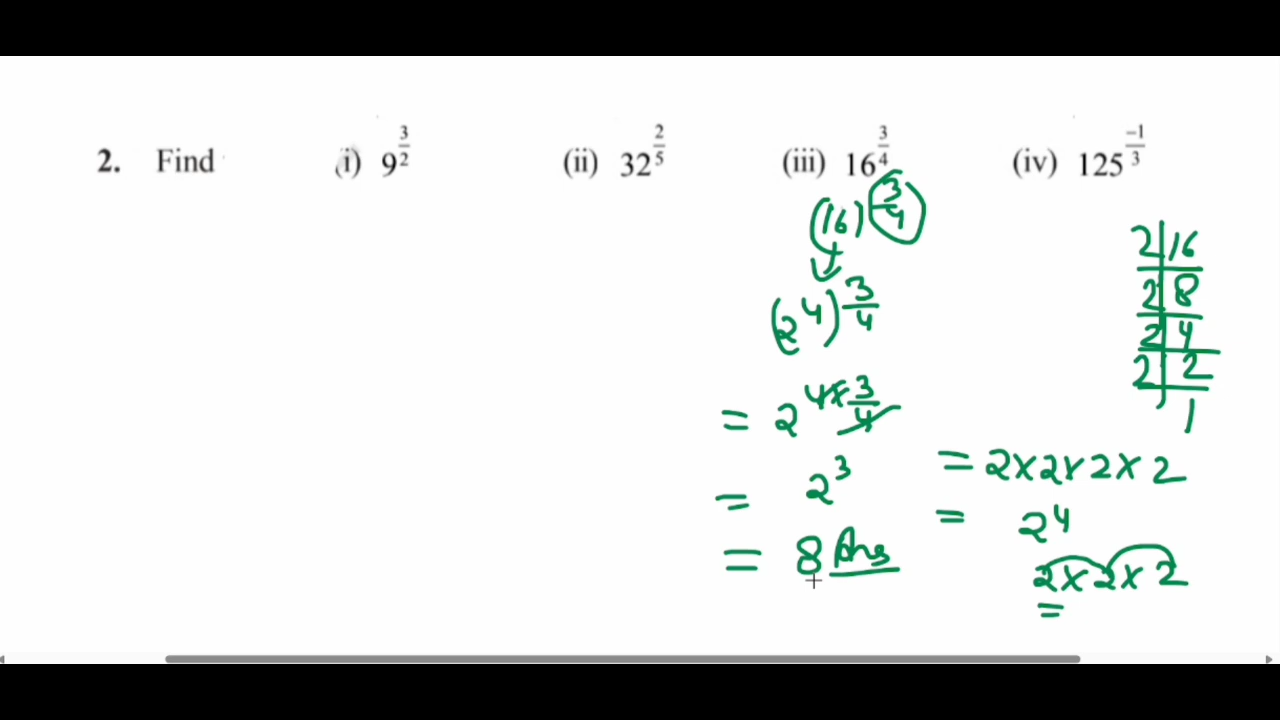 2. Find (i) 9^(3/2) (ii) 32^(2/5) (iii) 16^(3/4) (iv) 125^(-1/3)
(16)^(3/4)
(2^4)^(3/4)
= 2^(4×3/4)
= 2^3
= 8 Ans
2 | 16
2 | 8
2 | 4
2 | 2
1
= 2×2×2×2
= 2^4
2×2×2
=